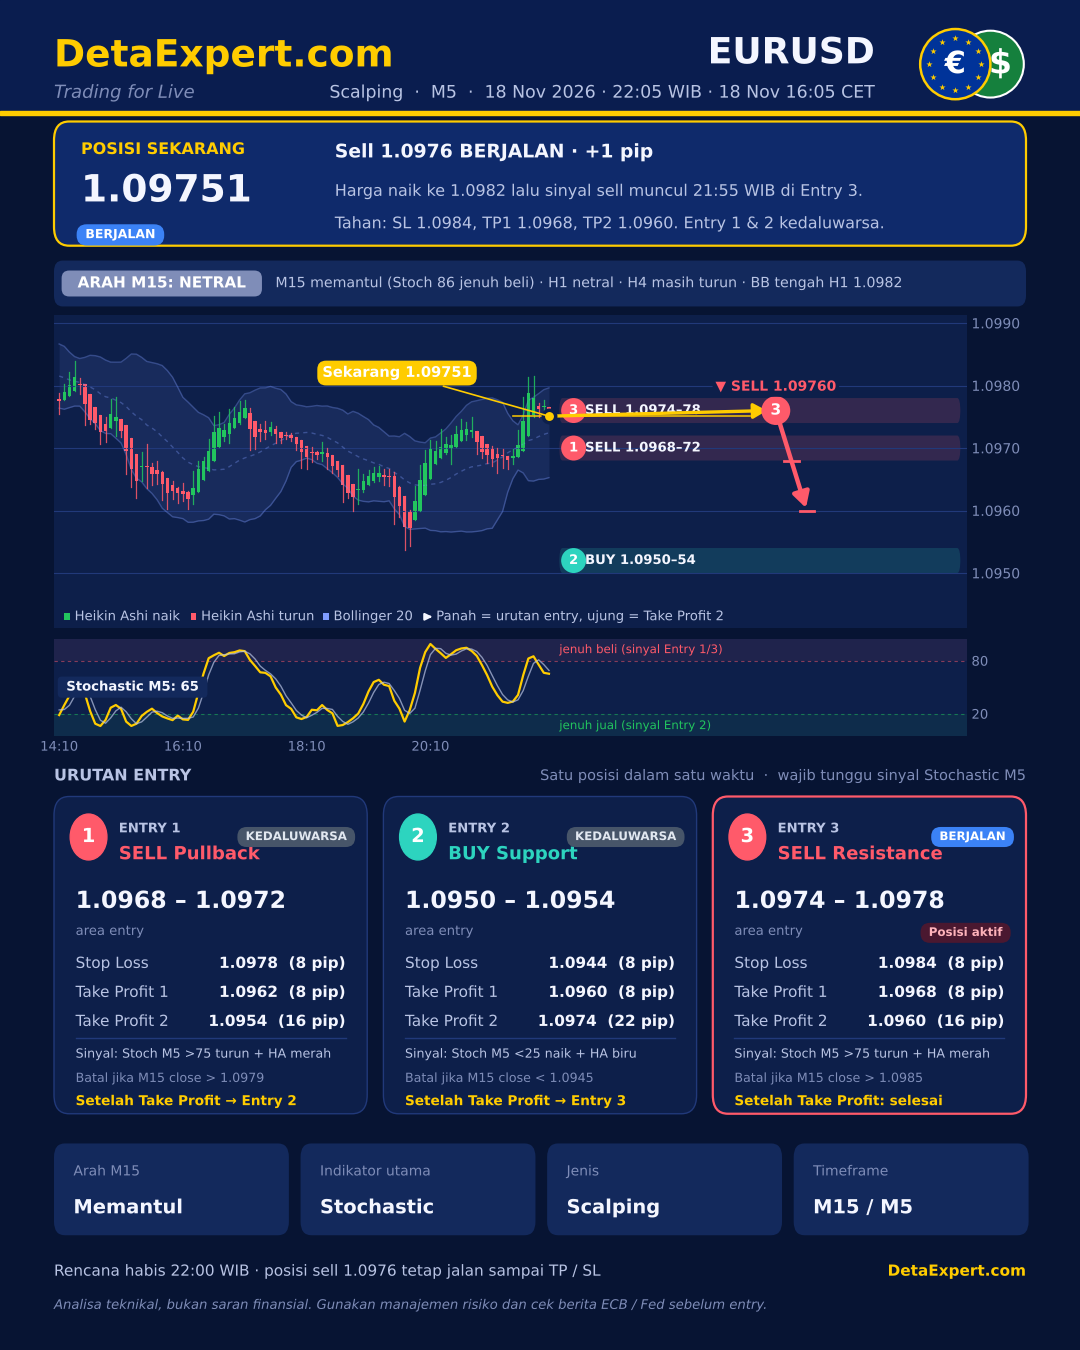 DetaExpert.com
Trading for Live
EURUSD
Scalping · M5 · 18 Nov 2026 · 22:05 WIB · 18 Nov 16:05 CET
€ $
POSISI SEKARANG
1.09751
BERJALAN
Sell 1.0976 BERJALAN · +1 pip
Harga naik ke 1.0982 lalu sinyal sell muncul 21:55 WIB di Entry 3.
Tahan: SL 1.0984, TP1 1.0968, TP2 1.0960. Entry 1 & 2 kedaluwarsa.
ARAH M15: NETRAL
M15 memantul (Stoch 86 jenuh beli) · H1 netral · H4 masih turun · BB tengah H1 1.0982
1.0990
Sekarang 1.09751
▼ SELL 1.09760
1.0980
3 SELL 1.0974–78
3
1 SELL 1.0968–72
1.0970
1.0960
2 BUY 1.0950–54
1.0950
Heikin Ashi naik
Heikin Ashi turun
Bollinger 20
Panah = urutan entry, ujung = Take Profit 2
jenuh beli (sinyal Entry 1/3)
80
Stochastic M5: 65
20
jenuh jual (sinyal Entry 2)
14:10 16:10 18:10 20:10
URUTAN ENTRY
Satu posisi dalam satu waktu · wajib tunggu sinyal Stochastic M5
1
ENTRY 1
KEDALUWARSA
SELL Pullback
1.0968 – 1.0972
area entry
Stop Loss 1.0978 (8 pip)
Take Profit 1 1.0962 (8 pip)
Take Profit 2 1.0954 (16 pip)
Sinyal: Stoch M5 >75 turun + HA merah
Batal jika M15 close > 1.0979
Setelah Take Profit → Entry 2
2
ENTRY 2
KEDALUWARSA
BUY Support
1.0950 – 1.0954
area entry
Stop Loss 1.0944 (8 pip)
Take Profit 1 1.0960 (8 pip)
Take Profit 2 1.0974 (22 pip)
Sinyal: Stoch M5 <25 naik + HA biru
Batal jika M15 close < 1.0945
Setelah Take Profit → Entry 3
3
ENTRY 3
BERJALAN
SELL Resistance
1.0974 – 1.0978
area entry
Posisi aktif
Stop Loss 1.0984 (8 pip)
Take Profit 1 1.0968 (8 pip)
Take Profit 2 1.0960 (16 pip)
Sinyal: Stoch M5 >75 turun + HA merah
Batal jika M15 close > 1.0985
Setelah Take Profit: selesai
Arah M15
Memantul
Indikator utama
Stochastic
Jenis
Scalping
Timeframe
M15 / M5
Rencana habis 22:00 WIB · posisi sell 1.0976 tetap jalan sampai TP / SL
DetaExpert.com
Analisa teknikal, bukan saran finansial. Gunakan manajemen risiko dan cek berita ECB / Fed sebelum entry.